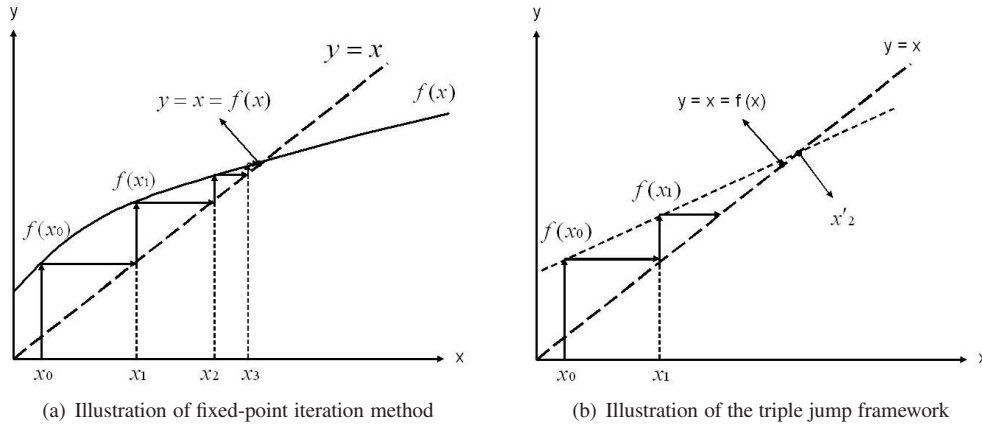 y
y = x
y = x = f(x)
f(x)
f(x₁)
f(x₀)
x
x₀
x₁
x₂
x₃
(a) Illustration of fixed-point iteration method
y
y = x
y = x = f(x)
f(x₁)
x'₂
f(x₀)
x
x₀
x₁
(b) Illustration of the triple jump framework